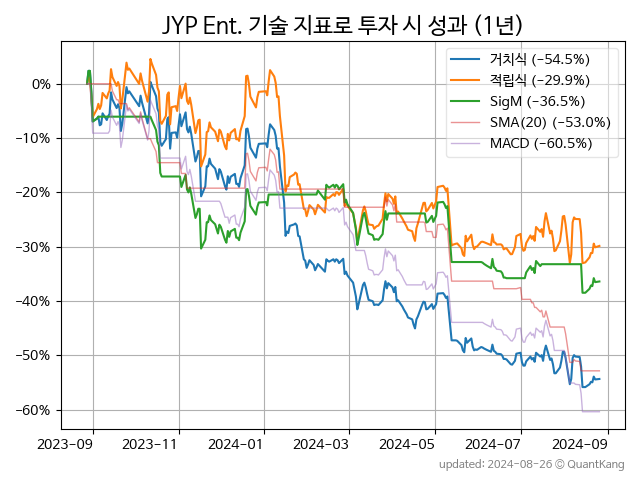 JYP Ent. 기술 지표로 투자 시 성과 (1년)
거치식 (−54.5%)
적립식 (−29.9%)
SigM (−36.5%)
SMA(20) (−53.0%)
MACD (−60.5%)
0%
−10%
−20%
−30%
−40%
−50%
−60%
2023-09 2023-11 2024-01 2024-03 2024-05 2024-07 2024-09
updated: 2024-08-26 © QuantKang